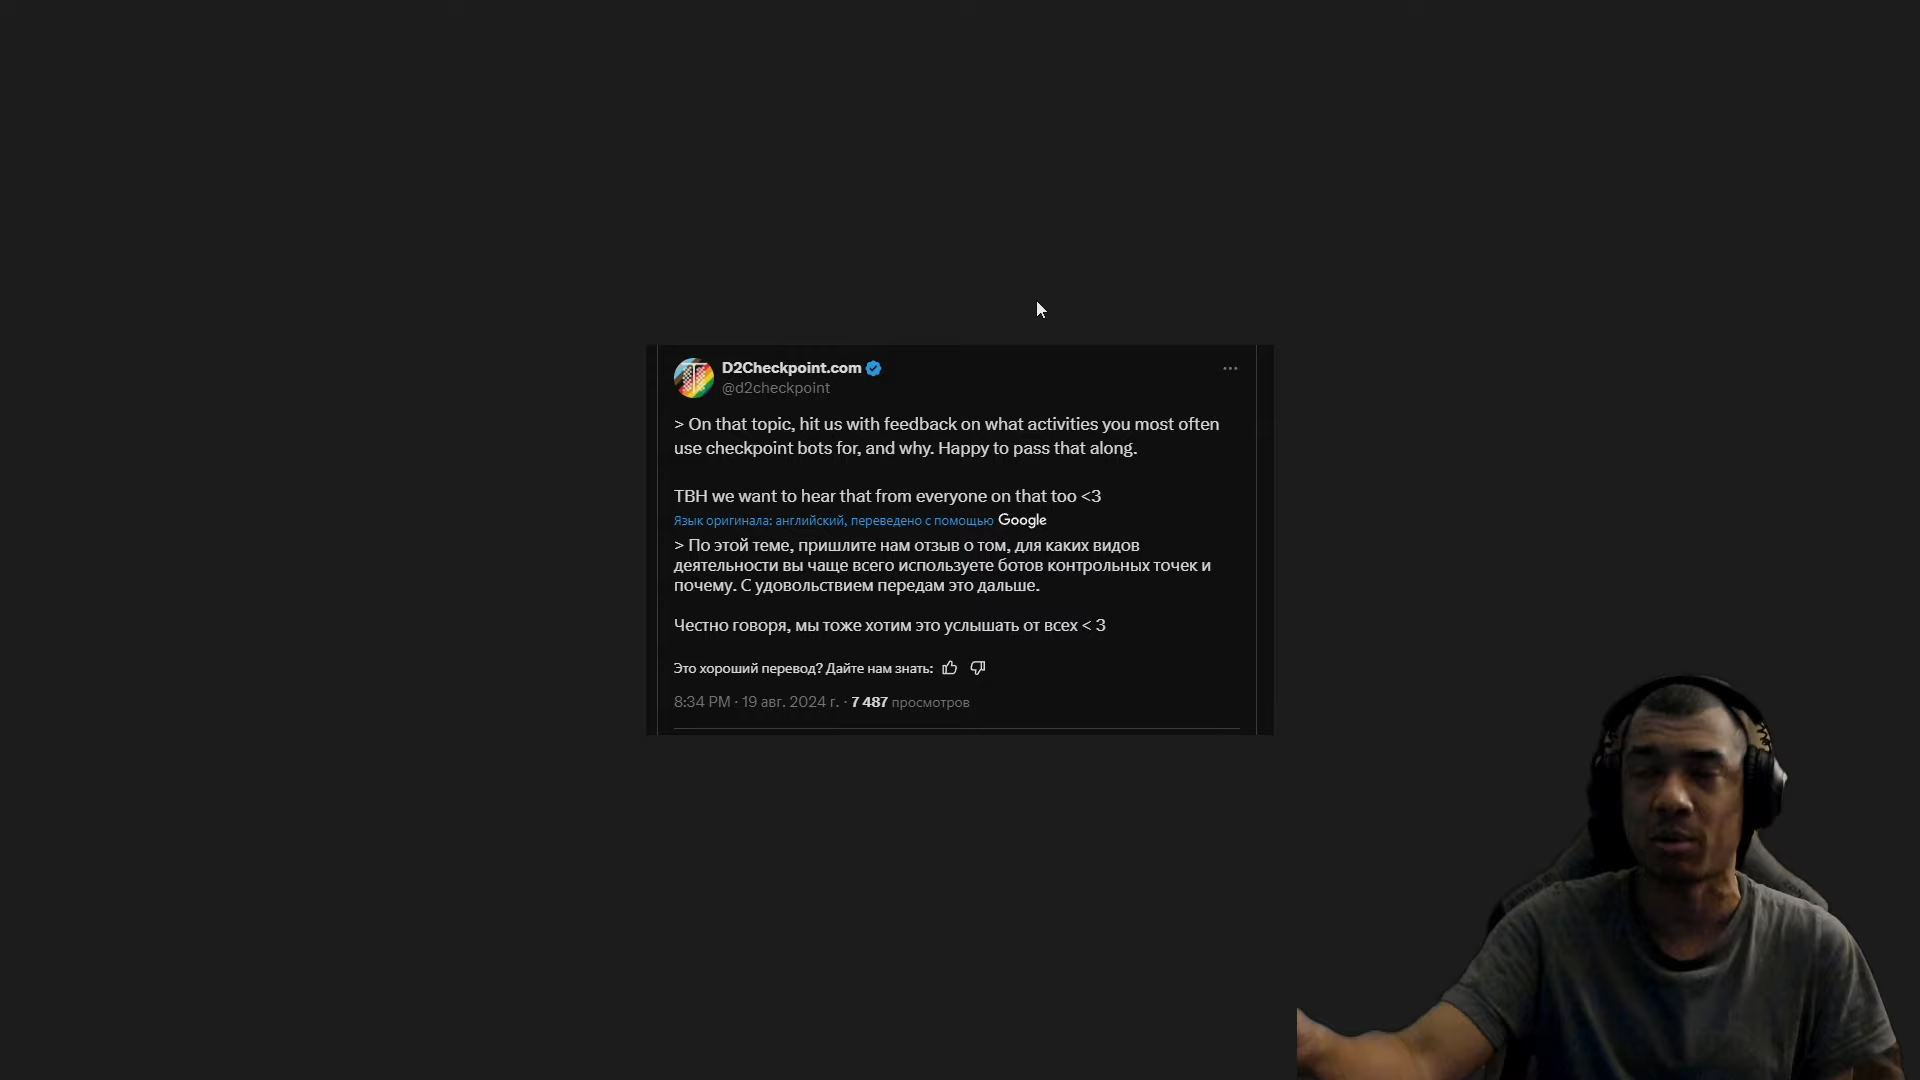 D2Checkpoint.com
@d2checkpoint
> On that topic, hit us with feedback on what activities you most often
use checkpoint bots for, and why. Happy to pass that along.
TBH we want to hear that from everyone on that too <3
Язык оригинала: английский, переведено с помощью Google
> По этой теме, пришлите нам отзыв о том, для каких видов
деятельности вы чаще всего используете ботов контрольных точек и
почему. С удовольствием передам это дальше.
Честно говоря, мы тоже хотим это услышать от всех < 3
Это хороший перевод? Дайте нам знать:
8:34 PM · 19 авг. 2024 г. · 7 487 просмотров